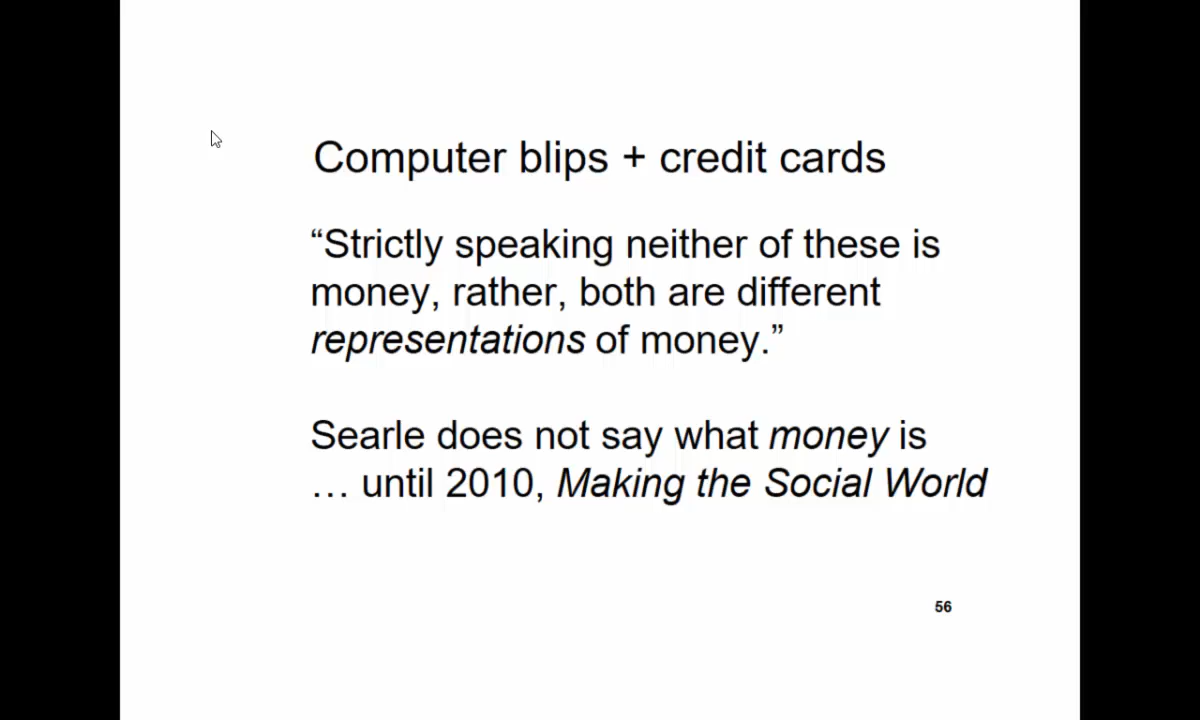 Computer blips + credit cards
“Strictly speaking neither of these is
money, rather, both are different
representations of money.”
Searle does not say what money is
… until 2010, Making the Social World
56